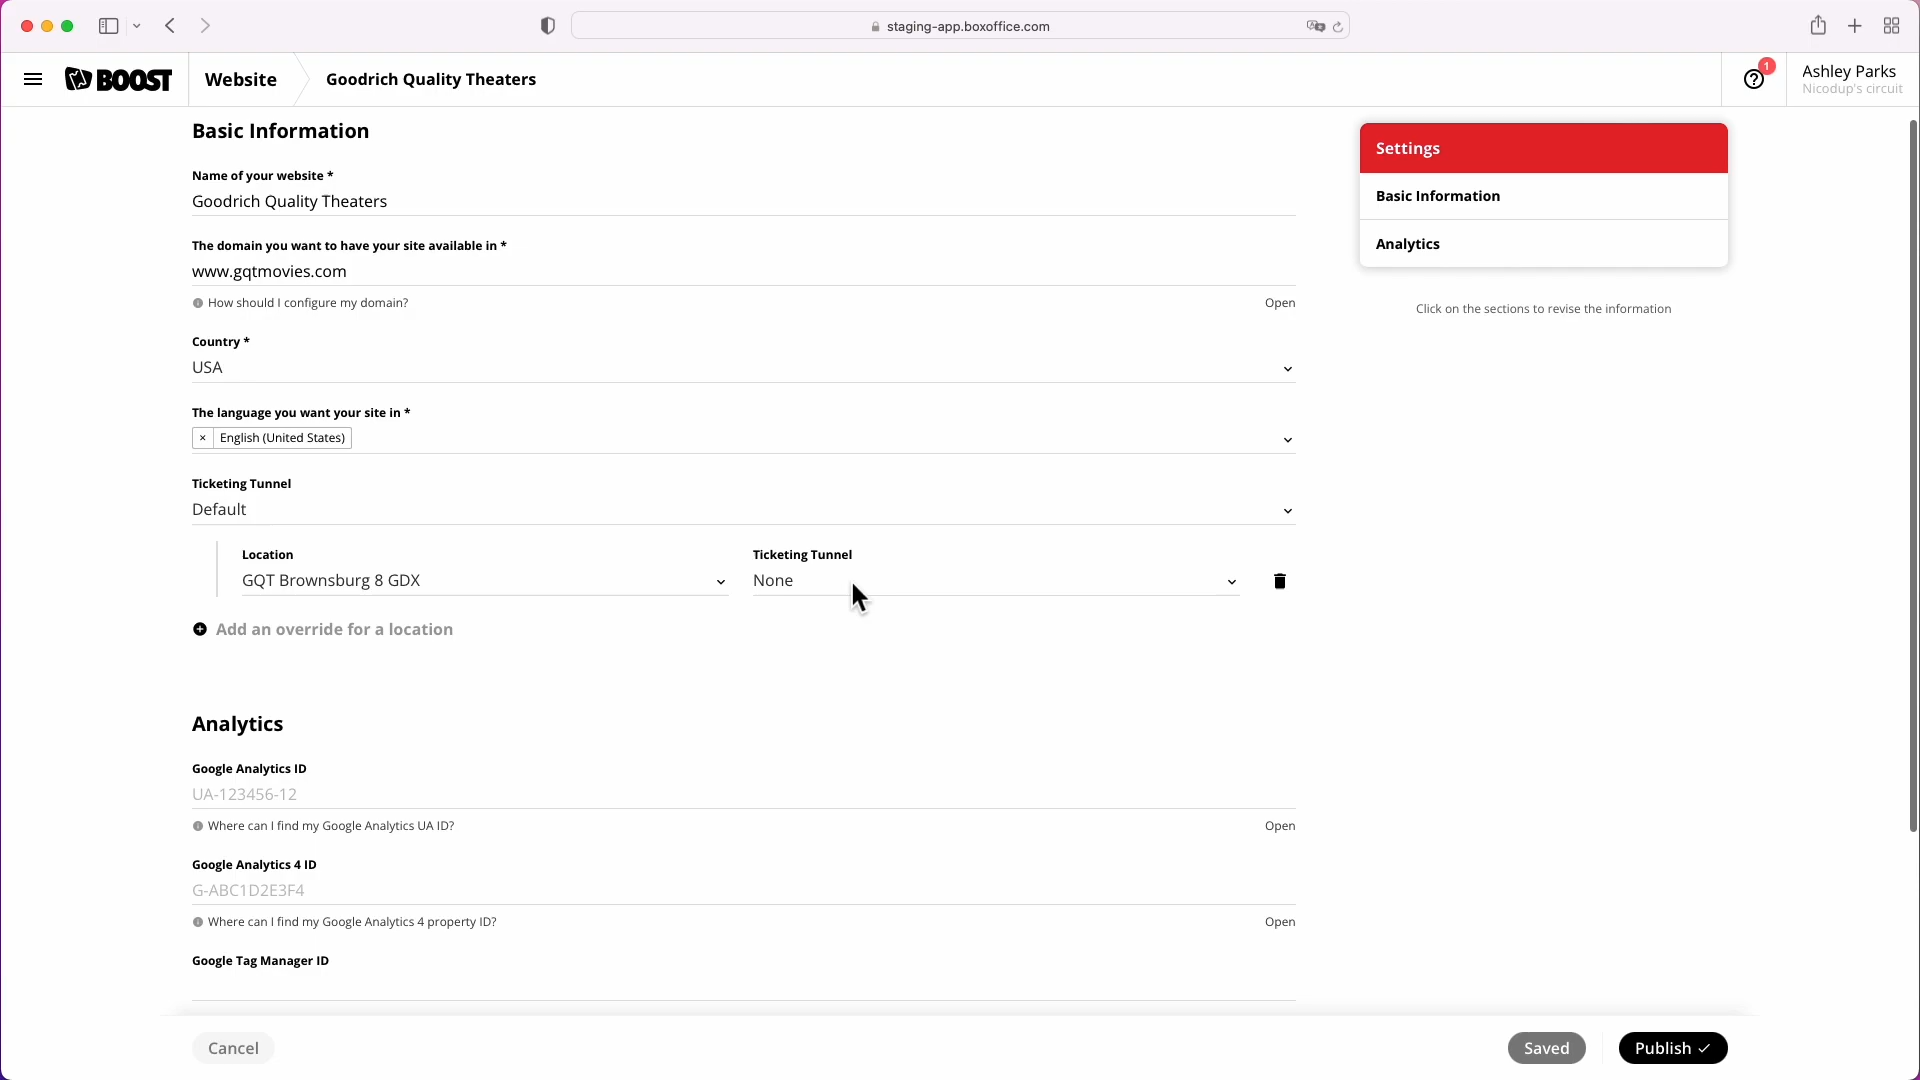 staging-app.boxoffice.com
BOOST
Website
Goodrich Quality Theaters
1
Ashley Parks
Nicodup's circuit
Basic Information
Name of your website *
Goodrich Quality Theaters
The domain you want to have your site available in *
www.gqtmovies.com
How should I configure my domain?
Open
Country *
USA
The language you want your site in *
× English (United States)
Ticketing Tunnel
Default
Location
GQT Brownsburg 8 GDX
Ticketing Tunnel
None
Add an override for a location
Analytics
Google Analytics ID
UA-123456-12
Where can I find my Google Analytics UA ID?
Open
Google Analytics 4 ID
G-ABC1D2E3F4
Where can I find my Google Analytics 4 property ID?
Open
Google Tag Manager ID
Settings
Basic Information
Analytics
Click on the sections to revise the information
Cancel
Saved
Publish